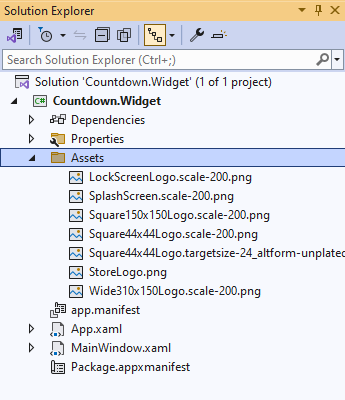 Solution Explorer
Search Solution Explorer (Ctrl+;)
Solution 'Countdown.Widget' (1 of 1 project)
C# Countdown.Widget
Dependencies
Properties
Assets
LockScreenLogo.scale-200.png
SplashScreen.scale-200.png
Square150x150Logo.scale-200.png
Square44x44Logo.scale-200.png
Square44x44Logo.targetsize-24_altform-unplated
StoreLogo.png
Wide310x150Logo.scale-200.png
app.manifest
App.xaml
MainWindow.xaml
Package.appxmanifest